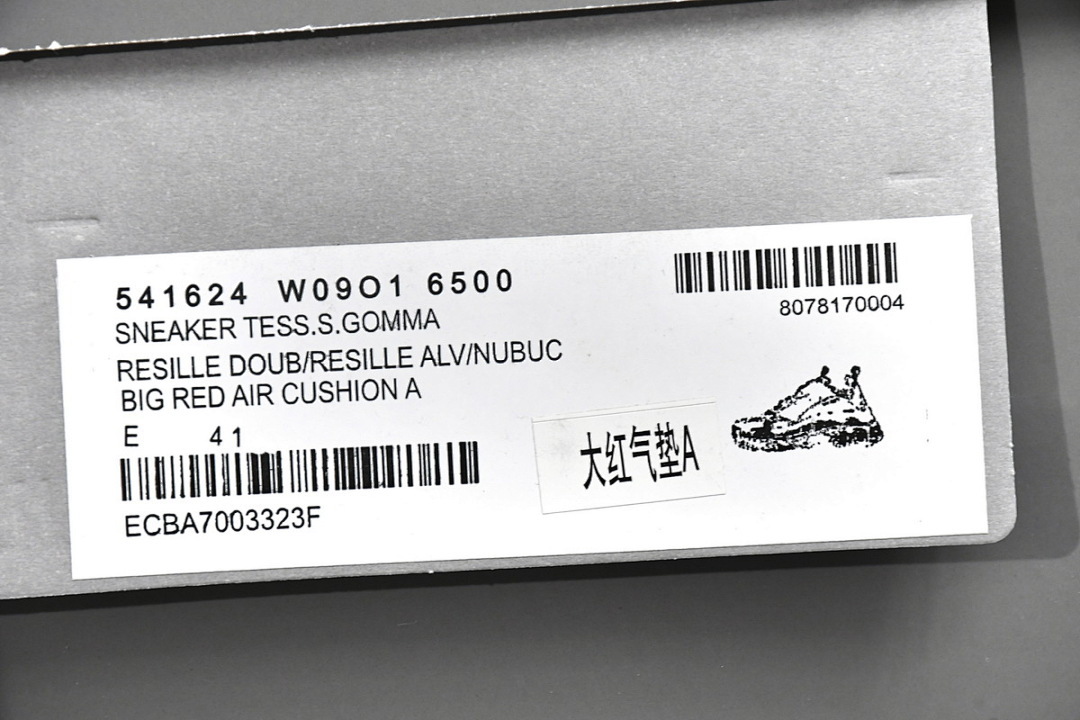 541624 W09O1 6500
SNEAKER TESS.S.GOMMA
RESILLE DOUB/RESILLE ALV/NUBUC
BIG RED AIR CUSHION A
E 41
ECBA7003323F
8078170004
大红气垫A